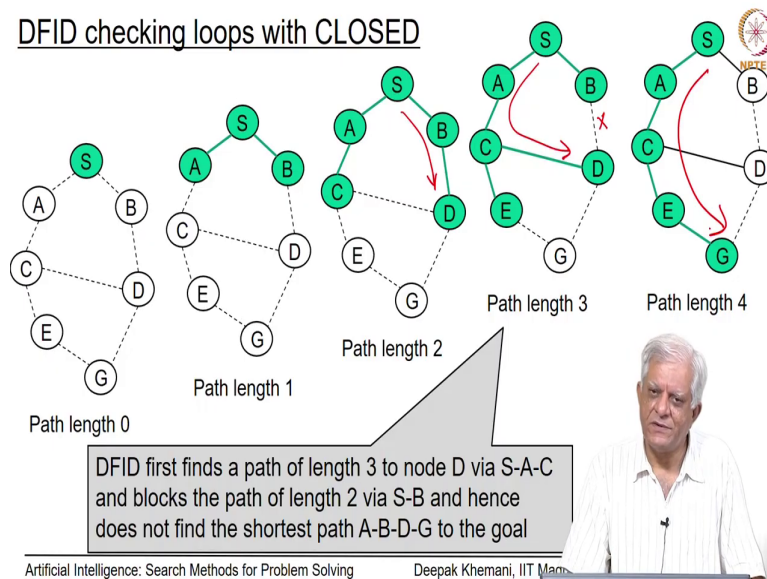 DFID checking loops with CLOSED
NPTE
S
A
B
C
D
E
G
Path length 0
S
A
B
C
D
E
G
Path length 1
S
A
B
C
D
E
G
Path length 2
S
A
B
x
C
D
E
G
Path length 3
S
A
B
C
D
E
G
Path length 4
DFID first finds a path of length 3 to node D via S-A-C
and blocks the path of length 2 via S-B and hence
does not find the shortest path A-B-D-G to the goal
Artificial Intelligence: Search Methods for Problem Solving
Deepak Khemani, IIT Mad